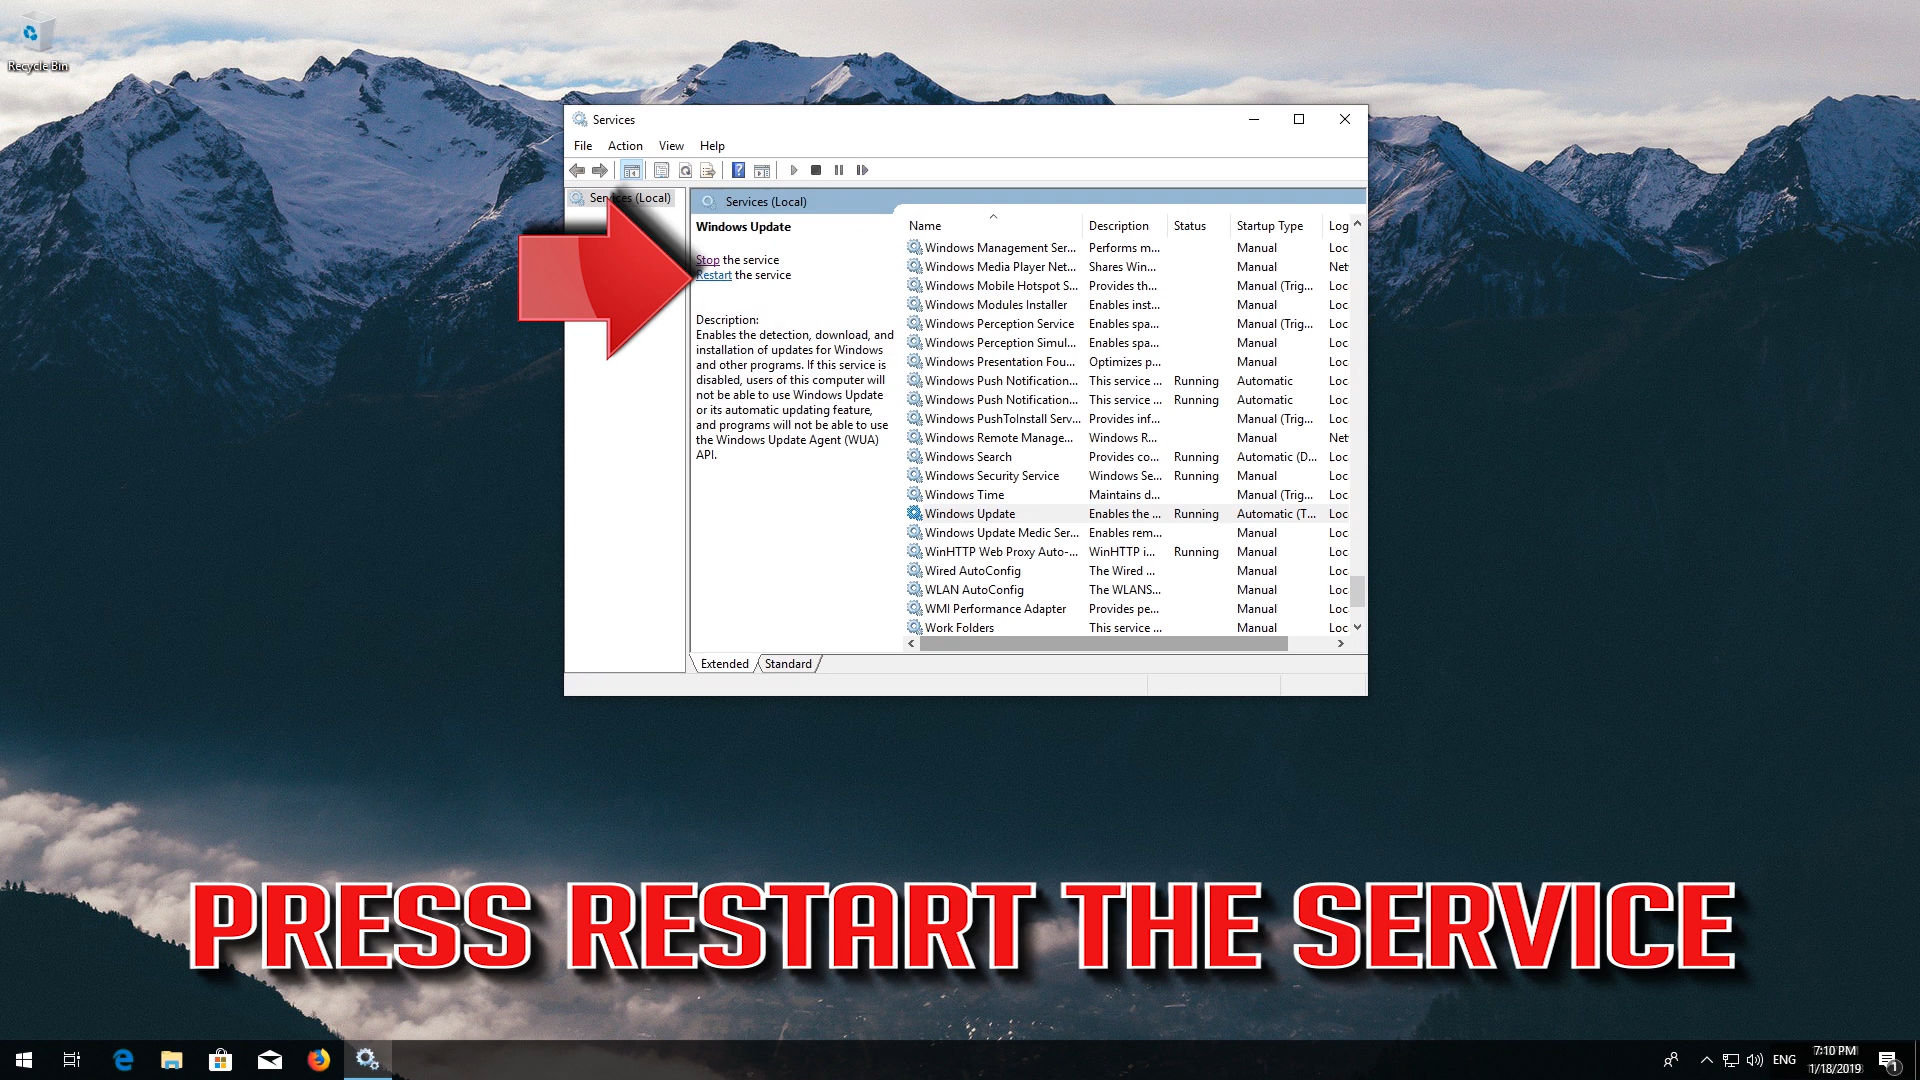 Recycle Bin
Services
File Action View Help
Services (Local)
Services (Local)
Windows Update
Stop the service
Restart the service
Description:
Enables the detection, download, and
installation of updates for Windows
and other programs. If this service is
disabled, users of this computer will
not be able to use Windows Update
or its automatic updating feature,
and programs will not be able to use
the Windows Update Agent (WUA)
API.
Name Description Status Startup Type Log
Windows Management Ser... Performs m... Manual Loc
Windows Media Player Net... Shares Win... Manual Net
Windows Mobile Hotspot S... Provides th... Manual (Trig... Loc
Windows Modules Installer Enables inst... Manual Loc
Windows Perception Service Enables spa... Manual (Trig... Loc
Windows Perception Simul... Enables spa... Manual Loc
Windows Presentation Fou... Optimizes p... Manual Loc
Windows Push Notification... This service ... Running Automatic Loc
Windows Push Notification... This service ... Running Automatic Loc
Windows PushToInstall Serv... Provides inf... Manual (Trig... Loc
Windows Remote Manage... Windows R... Manual Net
Windows Search Provides co... Running Automatic (D... Loc
Windows Security Service Windows Se... Running Manual Loc
Windows Time Maintains d... Manual (Trig... Loc
Windows Update Enables the ... Running Automatic (T... Loc
Windows Update Medic Ser... Enables rem... Manual Loc
WinHTTP Web Proxy Auto-... WinHTTP i... Running Manual Loc
Wired AutoConfig The Wired ... Manual Loc
WLAN AutoConfig The WLANS... Manual Loc
WMI Performance Adapter Provides pe... Manual Loc
Work Folders This service ... Manual Loc
Extended Standard
PRESS RESTART THE SERVICE
ENG
7:10 PM
1/18/2019
1